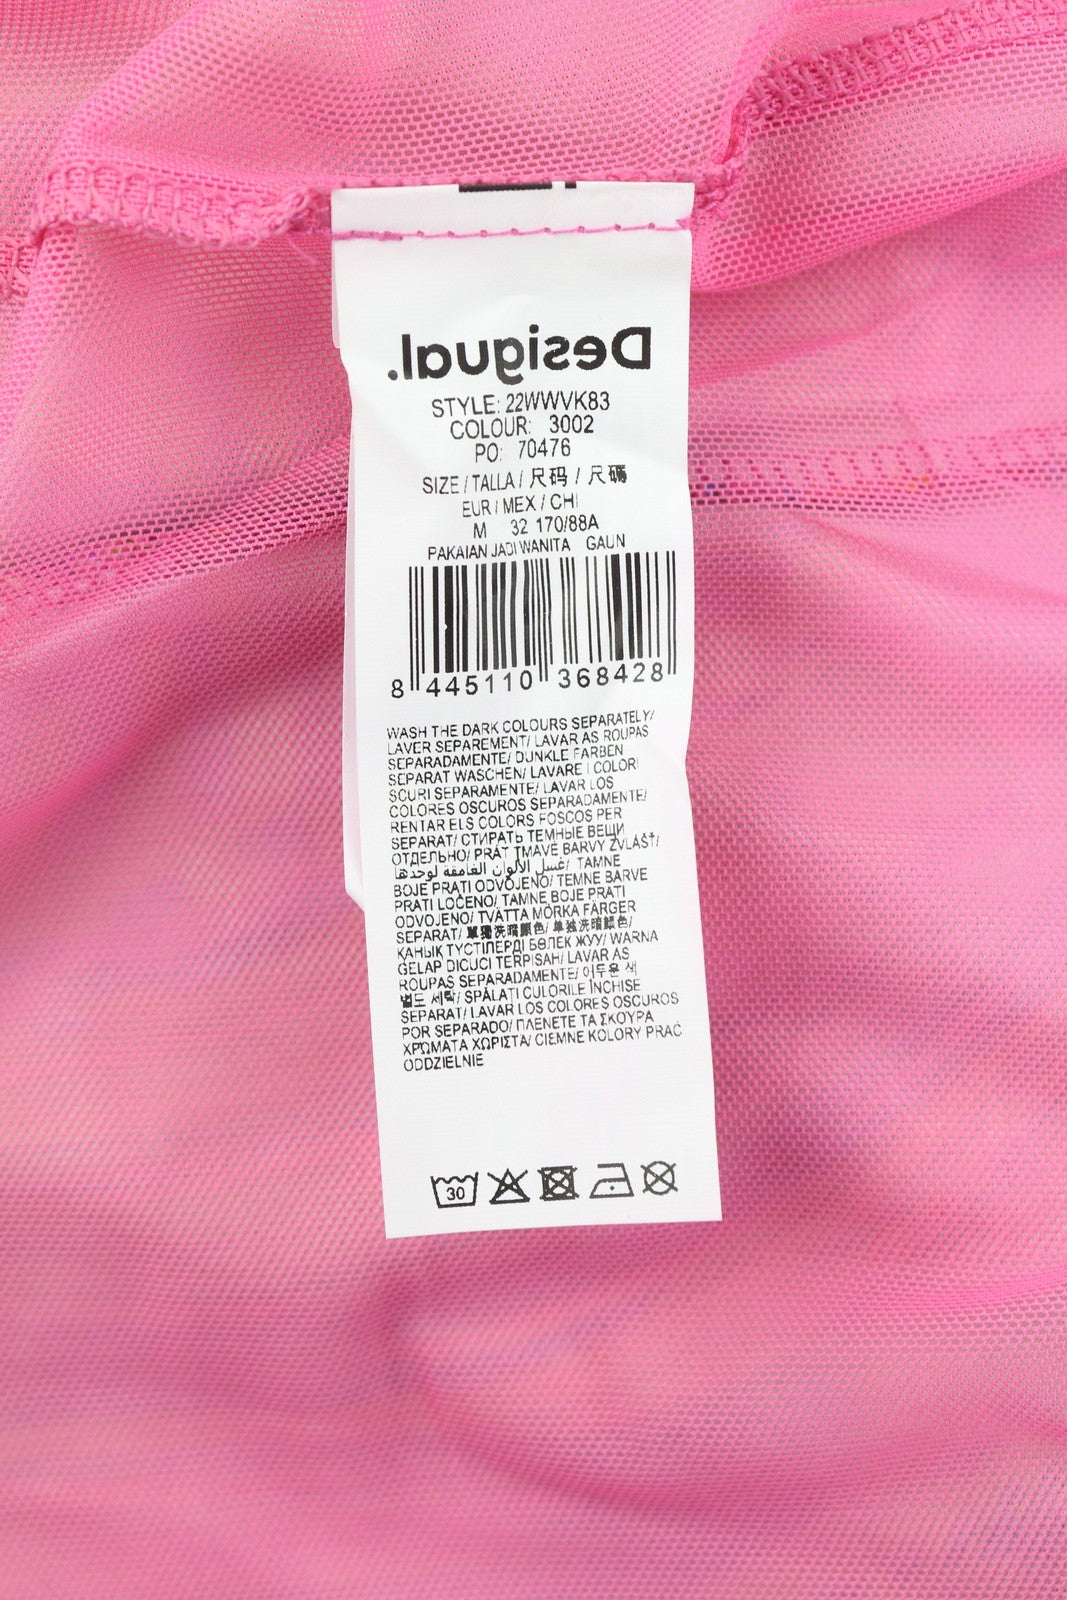 Desigual.
STYLE: 22WWVK83
COLOUR: 3002
PO: 70476
SIZE / TALLA / 尺码 / 尺碼
EUR / MEX / CHI
M 32 170/88A
PAKAIAN JADI WANITA GAUN
8 445110 368428
WASH THE DARK COLOURS SEPARATELY/
LAVER SEPAREMENT/ LAVAR AS ROUPAS
SEPARADAMENTE/ DUNKLE FARBEN
SEPARAT WASCHEN/ LAVARE I COLORI
SCURI SEPARAMENTE/ LAVAR LOS
COLORES OSCUROS SEPARADAMENTE/
RENTAR ELS COLORS FOSCOS PER
SEPARAT/ СТИРАТЬ ТЕМНЫЕ ВЕЩИ
ОТДЕЛЬНО/ PRÁT TMAVÉ BARVY ZVLÁŠŤ/
غسل الألوان الغامقة لوحدها/ TAMNE
BOJE PRATI ODVOJENO/ TEMNE BARVE
PRATI LOČENO/ TAMNE BOJE PRATI
ODVOJENO/ TVÄTTA MÖRKA FÄRGER
SEPARAT/ 單獨洗暗顏色/ 单独洗暗颜色/
ҚАНЫҚ ТҮСТІЛЕРДІ БӨЛЕК ЖУУ/ WARNA
GELAP DICUCI TERPISAH/ LAVAR AS
ROUPAS SEPARADAMENTE/ 어두운 색
별도 세탁/ SPĂLAȚI CULORILE ÎNCHISE
SEPARAT/ LAVAR LOS COLORES OSCUROS
POR SEPARADO/ ΠΛΕΝΕΤΕ ΤΑ ΣΚΟΥΡΑ
ΧΡΩΜΑΤΑ ΧΩΡΙΣΤΑ/ CIEMNE KOLORY PRAĆ
ODDZIELNIE
30